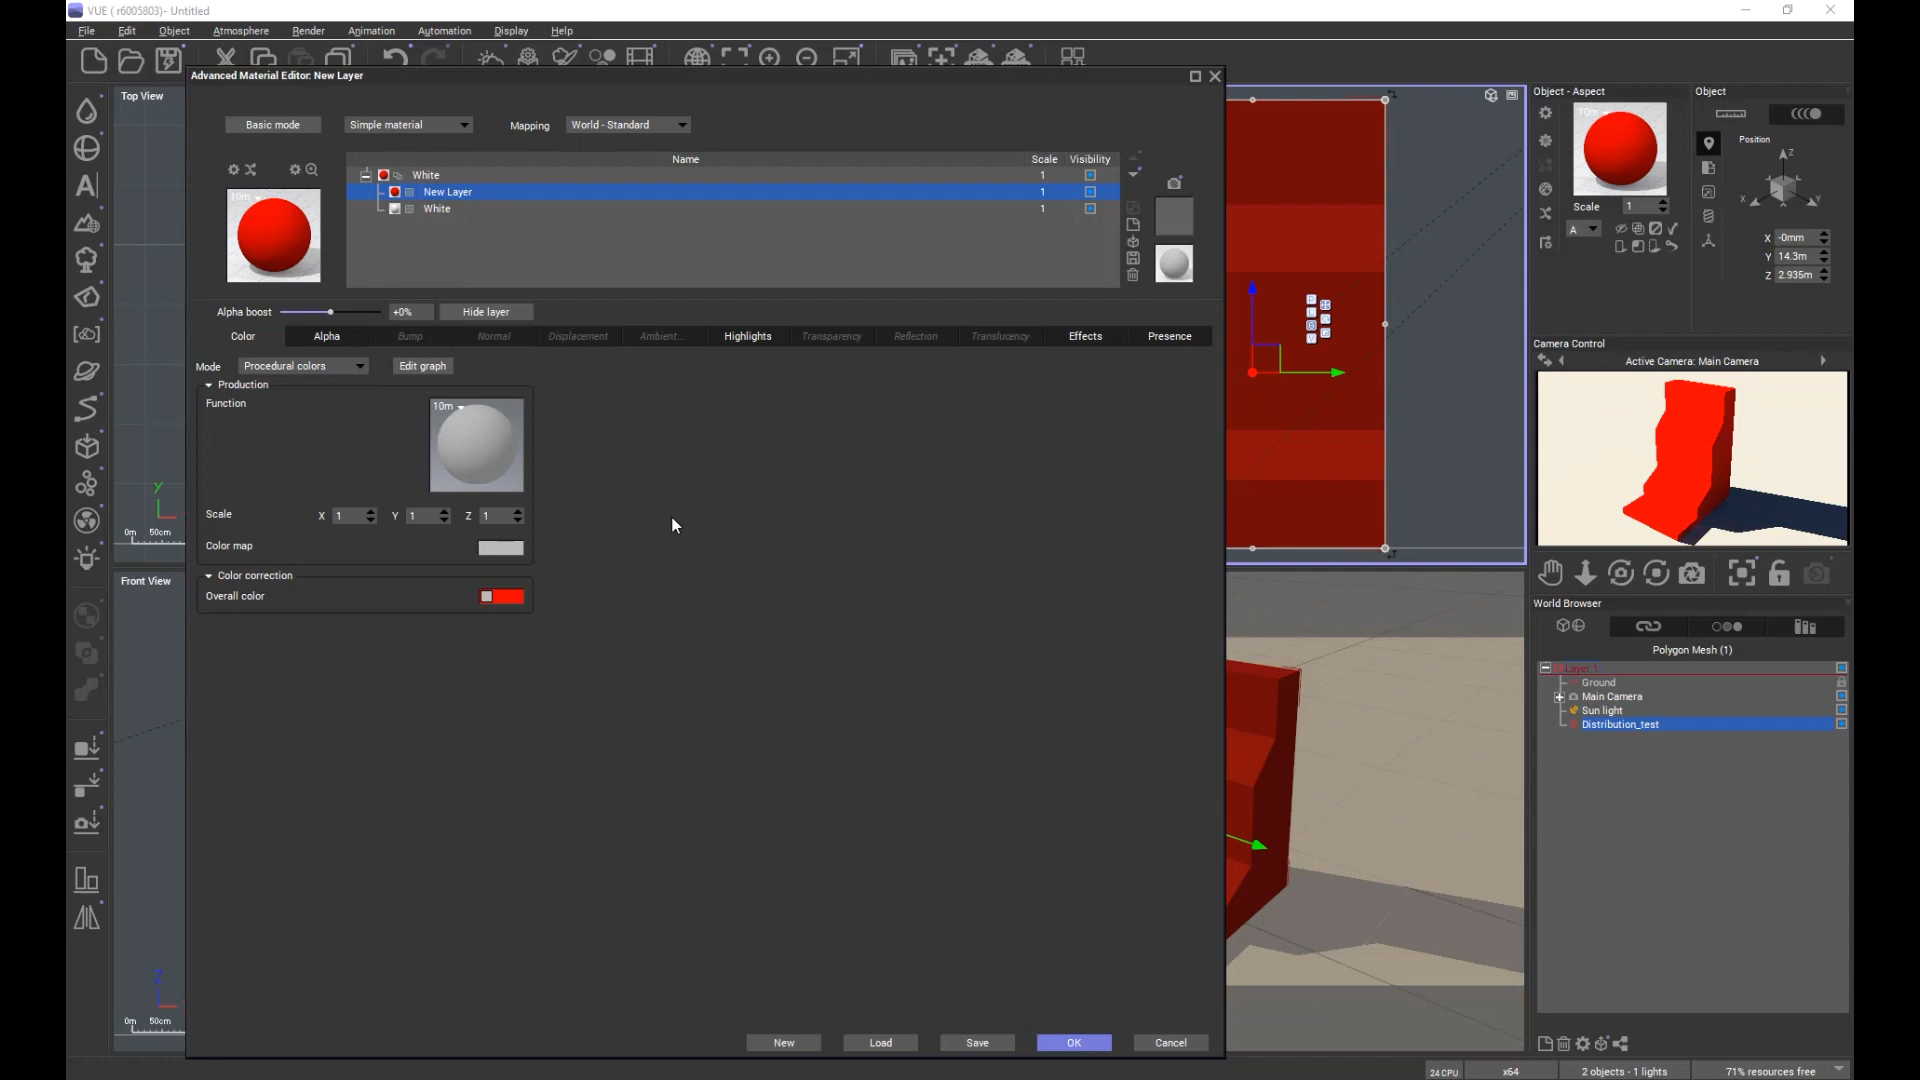 VUE ( r6005803)- Untitled
File Edit Object Atmosphere Render Animation Automation Display Help
Advanced Material Editor: New Layer
Top View
Basic mode Simple material Mapping World - Standard
Name Scale Visibility
White 1
New Layer 1
White 1
10m
Alpha boost +0% Hide layer
Color Alpha Bump Normal Displacement Ambient... Highlights Transparency Reflection Translucency Effects Presence
Mode Procedural colors Edit graph
Production
Function
10m
Scale X 1 Y 1 Z 1
Color map
Color correction
Overall color
Y
0m 50cm
Front View
Z
0m 50cm
New Load Save OK Cancel
P
L
G
V
Object - Aspect Object
10m
Scale 1
A
Position
Z
X Y
X -0mm
Y 14.3m
Z 2.935m
Camera Control
Active Camera: Main Camera
World Browser
Polygon Mesh (1)
Layer 1
Ground
Main Camera
Sun light
Distribution_test
24 CPU x64 2 objects - 1 lights 71% resources free